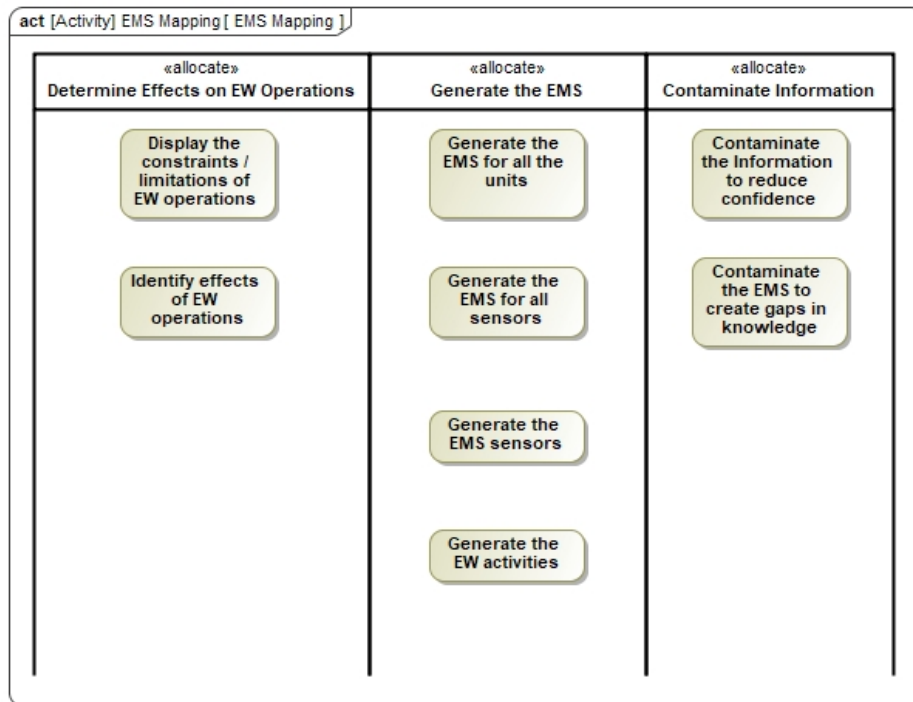 act [Activity] EMS Mapping [ EMS Mapping ]
«allocate»
Determine Effects on EW Operations
Display the
constraints /
limitations of
EW operations
Identify effects
of EW
operations
«allocate»
Generate the EMS
Generate the
EMS for all the
units
Generate the
EMS for all
sensors
Generate the
EMS sensors
Generate the
EW activities
«allocate»
Contaminate Information
Contaminate
the Information
to reduce
confidence
Contaminate
the EMS to
create gaps in
knowledge